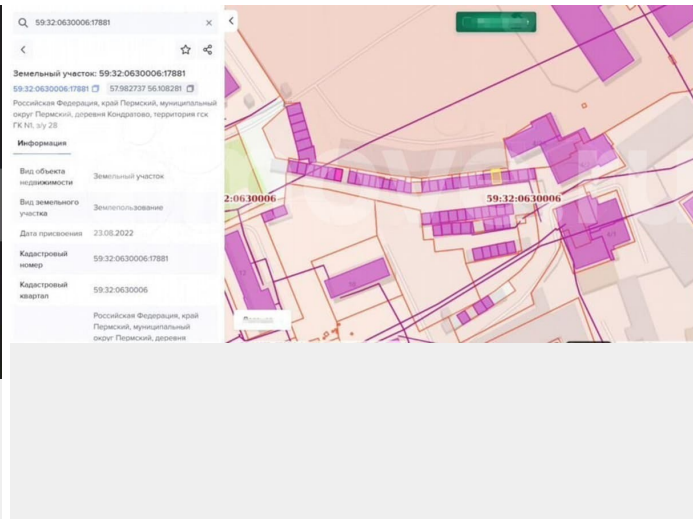 59:32:0630006:17881
Земельный участок: 59:32:0630006:17881
59:32:0630006:17881 57.982737 56.108281
Российская Федерация, край Пермский, муниципальный
округ Пермский, деревня Кондратово, территория гск
ГК N1, з/у 28
Информация
Вид объекта недвижимости Земельный участок
Вид земельного участка Землепользование
Дата присвоения 23.08.2022
Кадастровый номер 59:32:0630006:17881
Кадастровый квартал 59:32:0630006
Российская Федерация, край
Пермский, муниципальный
округ Пермский, деревня
2:0630006
59:32:0630006